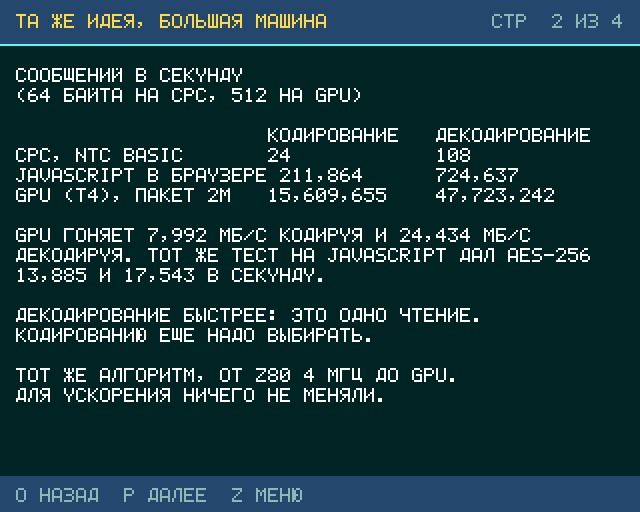 ТА ЖЕ ИДЕЯ, БОЛЬШАЯ МАШИНА СТР 2 ИЗ 4
СООБЩЕНИЙ В СЕКУНДУ
(64 БАЙТА НА CPC, 512 НА GPU)
КОДИРОВАНИЕ ДЕКОДИРОВАНИЕ
CPC, NTC BASIC 24 108
JAVASCRIPT В БРАУЗЕРЕ 211,864 724,637
GPU (T4), ПАКЕТ 2M 15,609,655 47,723,242
GPU ГОНЯЕТ 7,992 МБ/С КОДИРУЯ И 24,434 МБ/С
ДЕКОДИРУЯ. ТОТ ЖЕ ТЕСТ НА JAVASCRIPT ДАЛ AES-256
13,885 И 17,543 В СЕКУНДУ.
ДЕКОДИРОВАНИЕ БЫСТРЕЕ: ЭТО ОДНО ЧТЕНИЕ.
КОДИРОВАНИЮ ЕЩЕ НАДО ВЫБИРАТЬ.
ТОТ ЖЕ АЛГОРИТМ, ОТ Z80 4 МГЦ ДО GPU.
ДЛЯ УСКОРЕНИЯ НИЧЕГО НЕ МЕНЯЛИ.
O НАЗАД P ДАЛЕЕ Z МЕНЮ